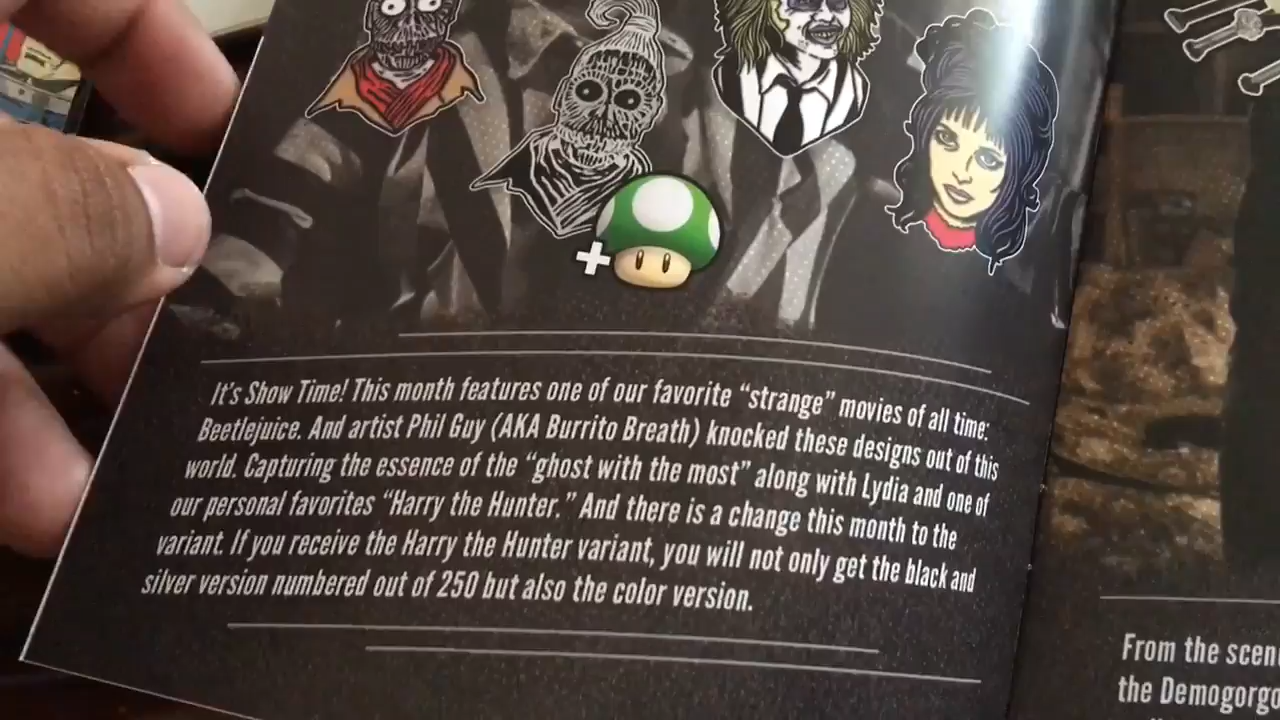 +
It's Show Time! This month features one of our favorite "strange" movies of all time:
Beetlejuice. And artist Phil Guy (AKA Burrito Breath) knocked these designs out of this
world. Capturing the essence of the "ghost with the most" along with Lydia and one of
our personal favorites "Harry the Hunter." And there is a change this month to the
variant. If you receive the Harry the Hunter variant, you will not only get the black and
silver version numbered out of 250 but also the color version.
From the
the